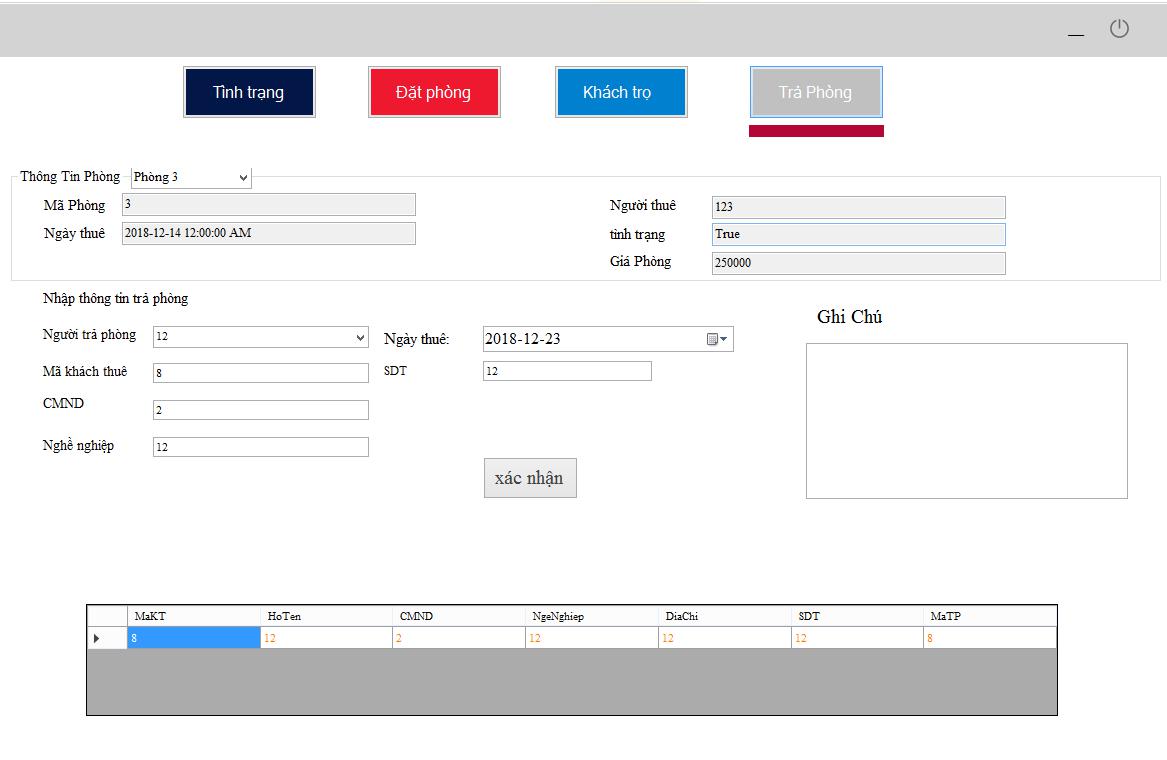 Tình trạng
Đặt phòng
Khách trọ
Trả Phòng
Thông Tin Phòng
Phòng 3
Mã Phòng
3
Người thuê
123
Ngày thuê
2018-12-14 12:00:00 AM
tình trạng
True
Giá Phòng
250000
Nhập thông tin trả phòng
Ghi Chú
Người trả phòng
12
Ngày thuê:
2018-12-23
Mã khách thuê
8
SDT
12
CMND
2
Nghề nghiệp
12
xác nhận
MaKT HoTen CMND NgeNghiep DiaChi SDT MaTP
8 12 2 12 12 12 8